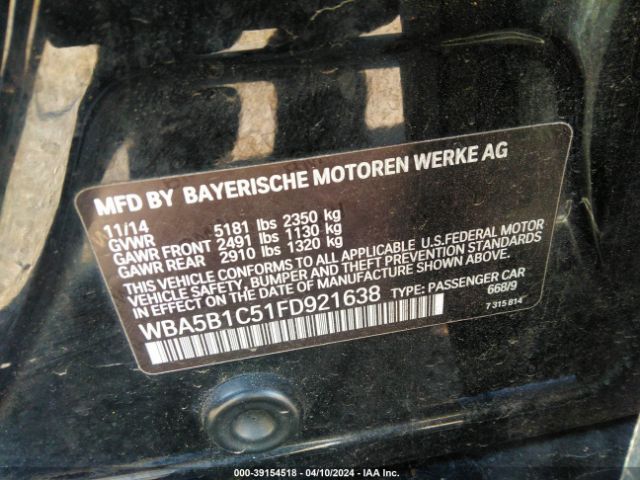 MFD BY BAYERISCHE MOTOREN WERKE AG
11/14
GVWR 5181 lbs 2350 kg
GAWR FRONT 2491 lbs 1130 kg
GAWR REAR 2910 lbs 1320 kg
THIS VEHICLE CONFORMS TO ALL APPLICABLE U.S.FEDERAL MOTOR
VEHICLE SAFETY, BUMPER AND THEFT PREVENTION STANDARDS
IN EFFECT ON THE DATE OF MANUFACTURE SHOWN ABOVE.
WBA5B1C51FD921638 TYPE: PASSENGER CAR
668/9
7 315 814
000-39154518 - 04/10/2024 - IAA Inc.